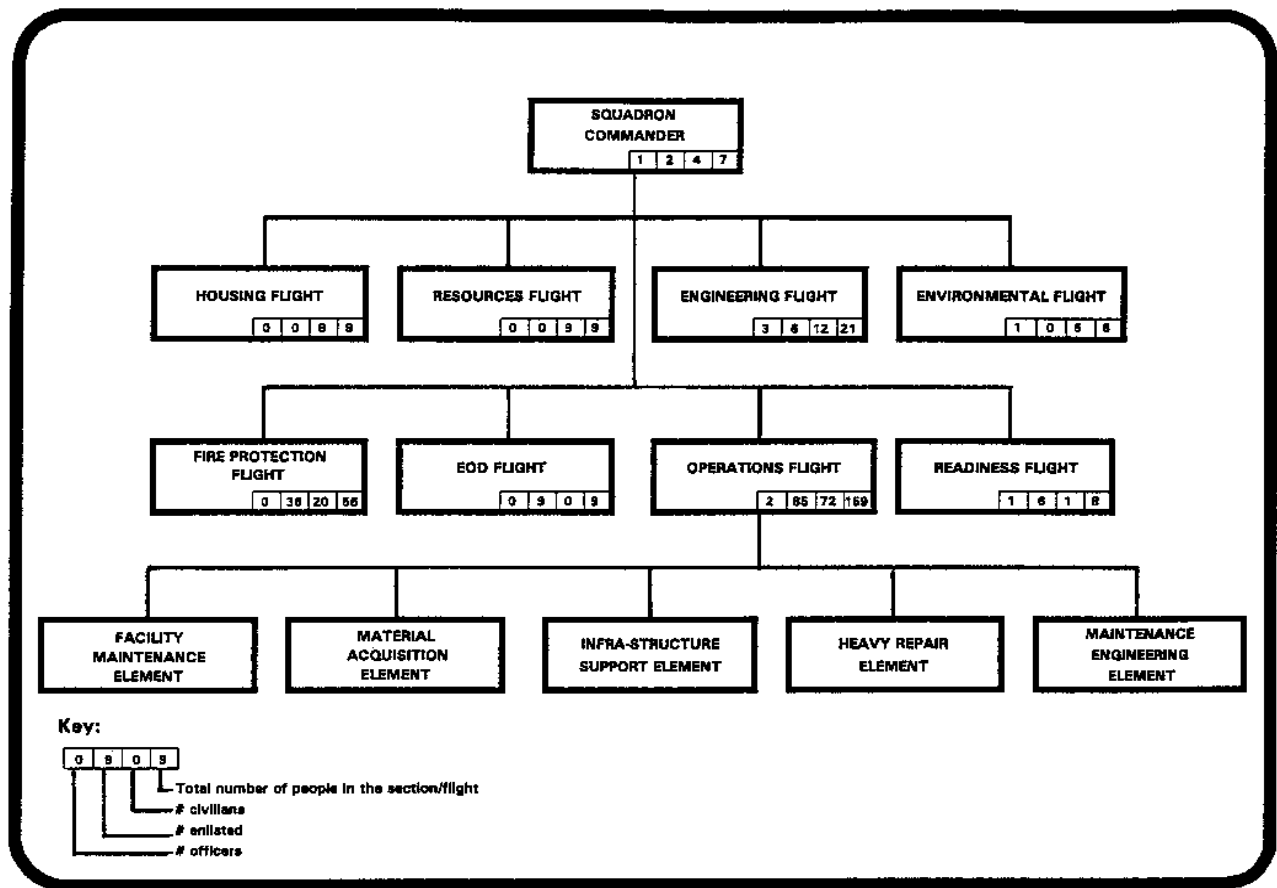 SQUADRON
COMMANDER
1 2 4 7
HOUSING FLIGHT
0 0 9 9
RESOURCES FLIGHT
0 0 9 9
ENGINEERING FLIGHT
3 6 12 21
ENVIRONMENTAL FLIGHT
1 0 5 6
FIRE PROTECTION
FLIGHT
0 36 20 56
EOD FLIGHT
0 9 0 9
OPERATIONS FLIGHT
2 85 72 159
READINESS FLIGHT
1 6 1 8
FACILITY
MAINTENANCE
ELEMENT
MATERIAL
ACQUISITION
ELEMENT
INFRA-STRUCTURE
SUPPORT ELEMENT
HEAVY REPAIR
ELEMENT
MAINTENANCE
ENGINEERING
ELEMENT
Key:
0 9 0 9
Total number of people in the section/flight
# civilians
# enlisted
# officers